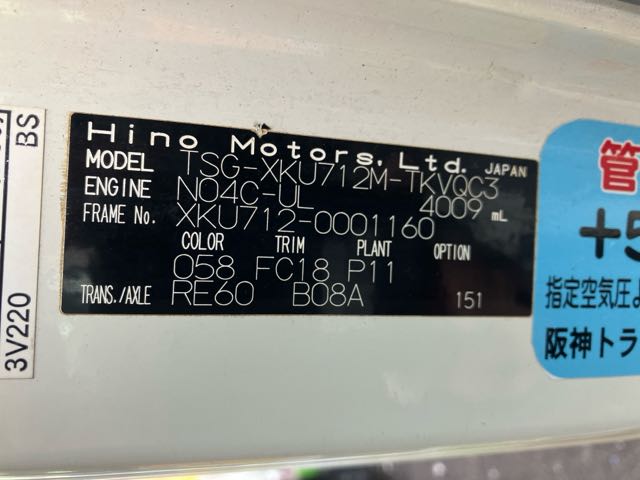 Hino Motors, Ltd. JAPAN
MODEL TSG-XKU712M-TKVQC3
ENGINE N04C-UL 4009 mL
FRAME No. XKU712-0001160
COLOR TRIM PLANT OPTION
058 FC18 P11
TRANS./AXLE RE60 B08A 151
BS
3V220
管
+5
指定空気圧よ
阪神トラ